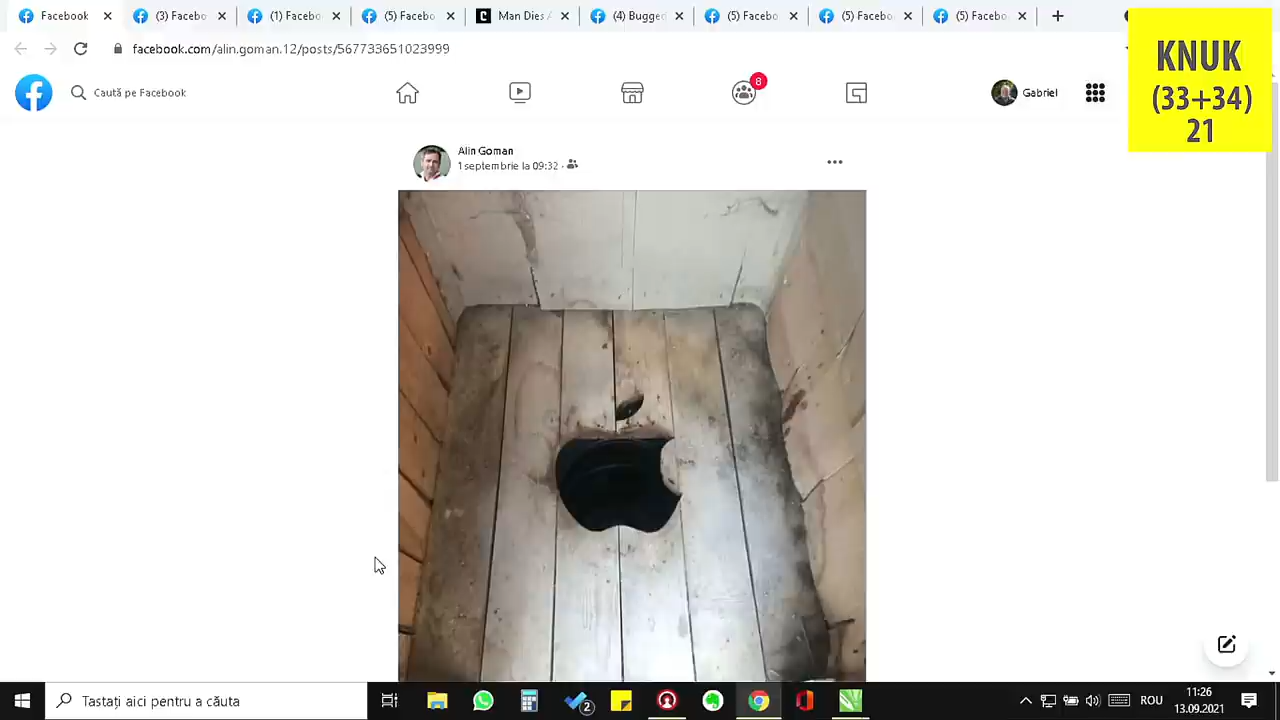 Facebook
(3) Facebo
(1) Facebo
(5) Facebo
Man Dies
(4) Bugged
(5) Facebo
(5) Facebo
(5) Facebo
facebook.com/alin.goman.12/posts/567733651023999
KNUK
(33+34)
21
Caută pe Facebook
8
Gabriel
Alin Goman
1 septembrie la 09:32
Tastați aici pentru a căuta
2
ROU
11:26
13.09.2021